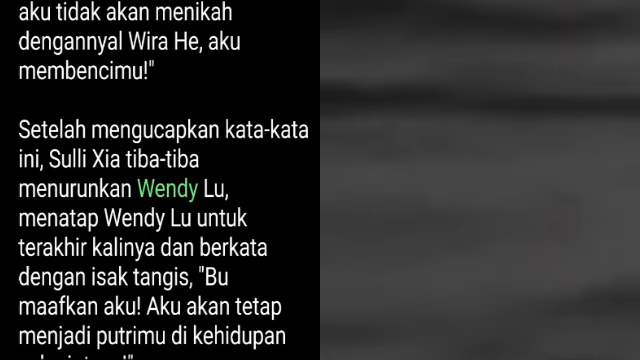 aku tidak akan menikah
dengannyal Wira He, aku
membencimu!"
Setelah mengucapkan kata-kata
ini, Sulli Xia tiba-tiba
menurunkan Wendy Lu,
menatap Wendy Lu untuk
terakhir kalinya dan berkata
dengan isak tangis, "Bu
maafkan aku! Aku akan tetap
menjadi putrimu di kehidupan